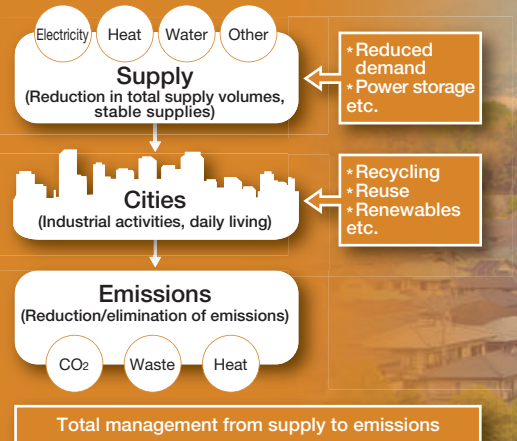 Electricity Heat Water Other
Supply
(Reduction in total supply volumes,
stable supplies)
*Reduced
demand
*Power storage
etc.
Cities
(Industrial activities, daily living)
*Recycling
*Reuse
*Renewables
etc.
Emissions
(Reduction/elimination of emissions)
CO₂ Waste Heat
Total management from supply to emissions